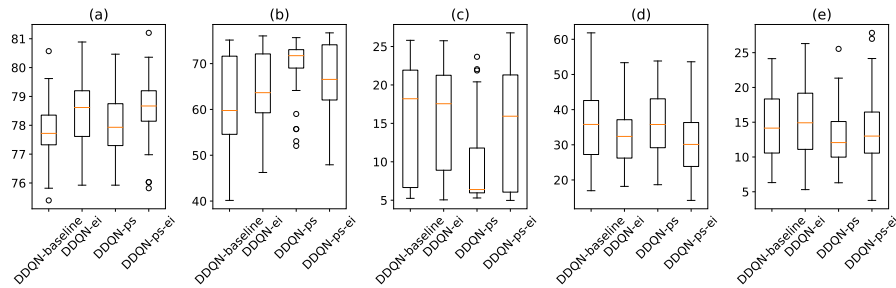 (a)
81
80
79
78
77
76
DDQN-baseline
DDQN-ei
DDQN-ps
DDQN-ps-ei
(b)
70
60
50
40
DDQN-baseline
DDQN-ei
DDQN-ps
DDQN-ps-ei
(c)
25
20
15
10
5
DDQN-baseline
DDQN-ei
DDQN-ps
DDQN-ps-ei
(d)
60
50
40
30
20
DDQN-baseline
DDQN-ei
DDQN-ps
DDQN-ps-ei
(e)
25
20
15
10
5
DDQN-baseline
DDQN-ei
DDQN-ps
DDQN-ps-ei